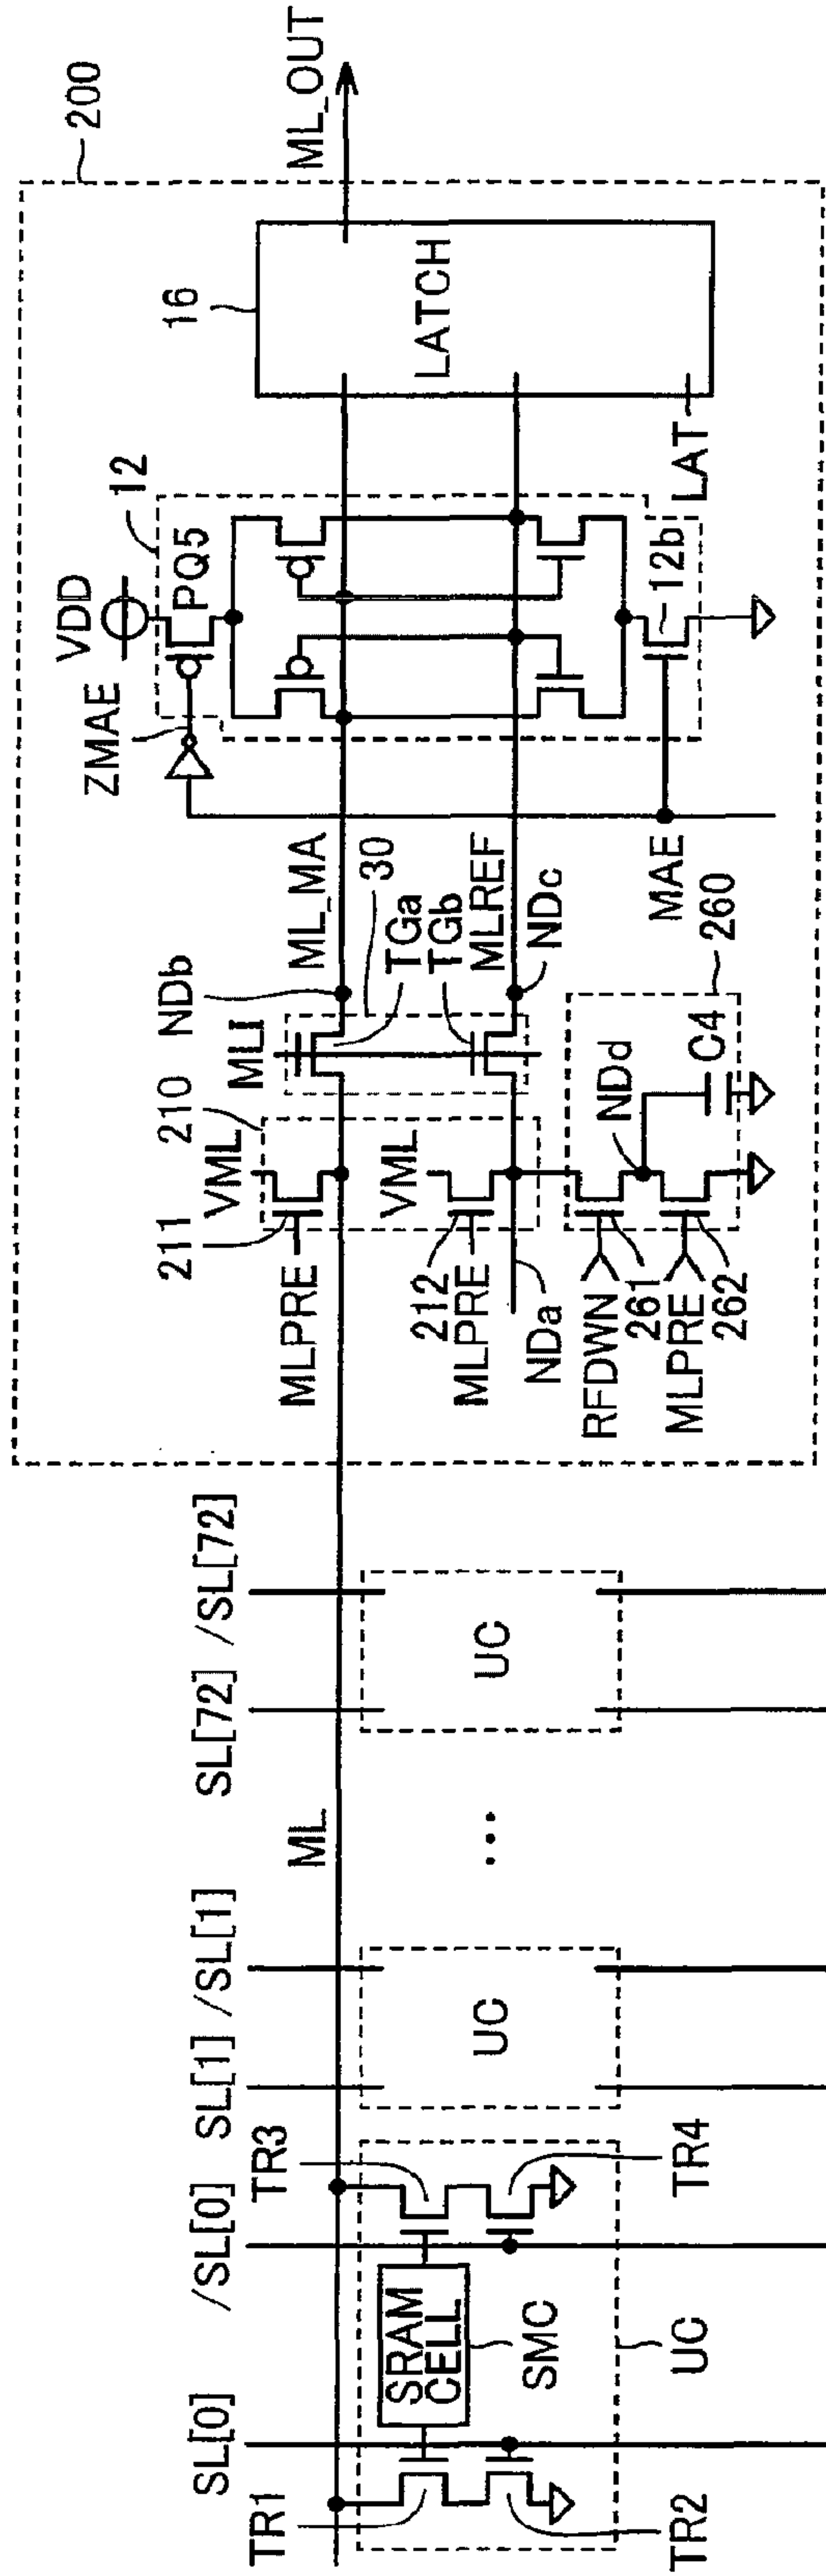 SL[0]
/SL[0]
SL[1]
/SL[1]
SL[72]
/SL[72]
ML
TR1
TR2
TR3
TR4
SRAM
CELL
SMC
UC
UC
...
UC
200
VML
211
MLPRE
210
VML
212
MLPRE
NDa
RFDWN
261
MLPRE
262
NDd
C4
260
MLI
NDb
30
TGa
TGb
ML_MA
MLREF
NDc
MAE
ZMAE
VDD
PQ5
12
12b
16
LATCH
LAT
ML_OUT